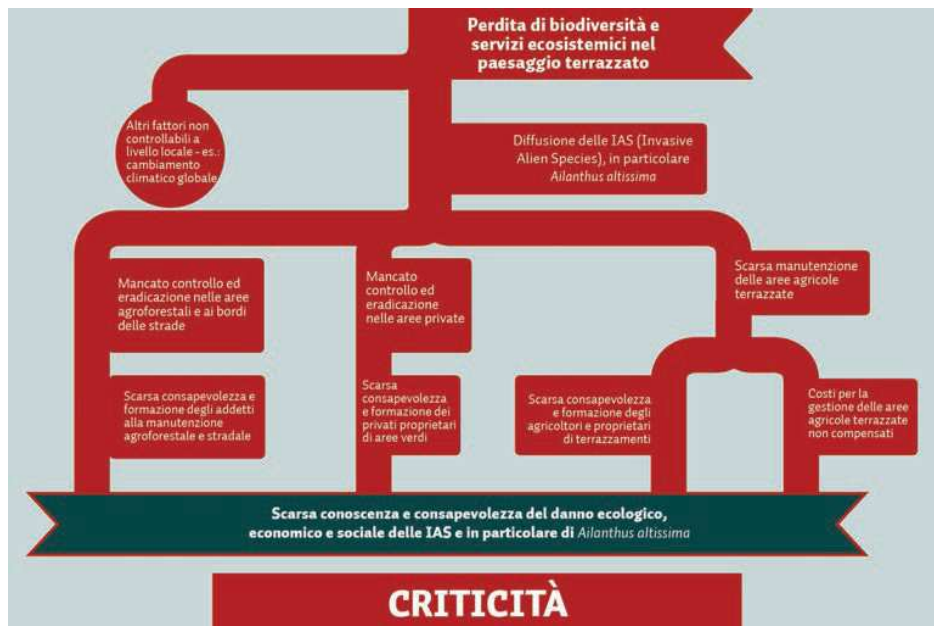 Perdita di biodiversità e
servizi ecosistemici nel
paesaggio terrazzato
Altri fattori non
controllabili a
livello locale - es.:
cambiamento
climatico globale
Diffusione delle IAS (Invasive
Alien Species), in particolare
Ailanthus altissima
Mancato controllo ed
eradicazione nelle aree
agroforestali e ai bordi
delle strade
Mancato
controllo ed
eradicazione
nelle aree private
Scarsa manutenzione
delle aree agricole
terrazzate
Scarsa consapevolezza e
formazione degli addetti
alla manutenzione
agroforestale e stradale
Scarsa
consapevolezza
e formazione dei
privati proprietari
di aree verdi
Scarsa consapevolezza
e formazione degli
agricoltori e proprietari
di terrazzamenti
Costi per la
gestione delle aree
agricole terrazzate
non compensati
Scarsa conoscenza e consapevolezza del danno ecologico,
economico e sociale delle IAS e in particolare di Ailanthus altissima
CRITICITÀ